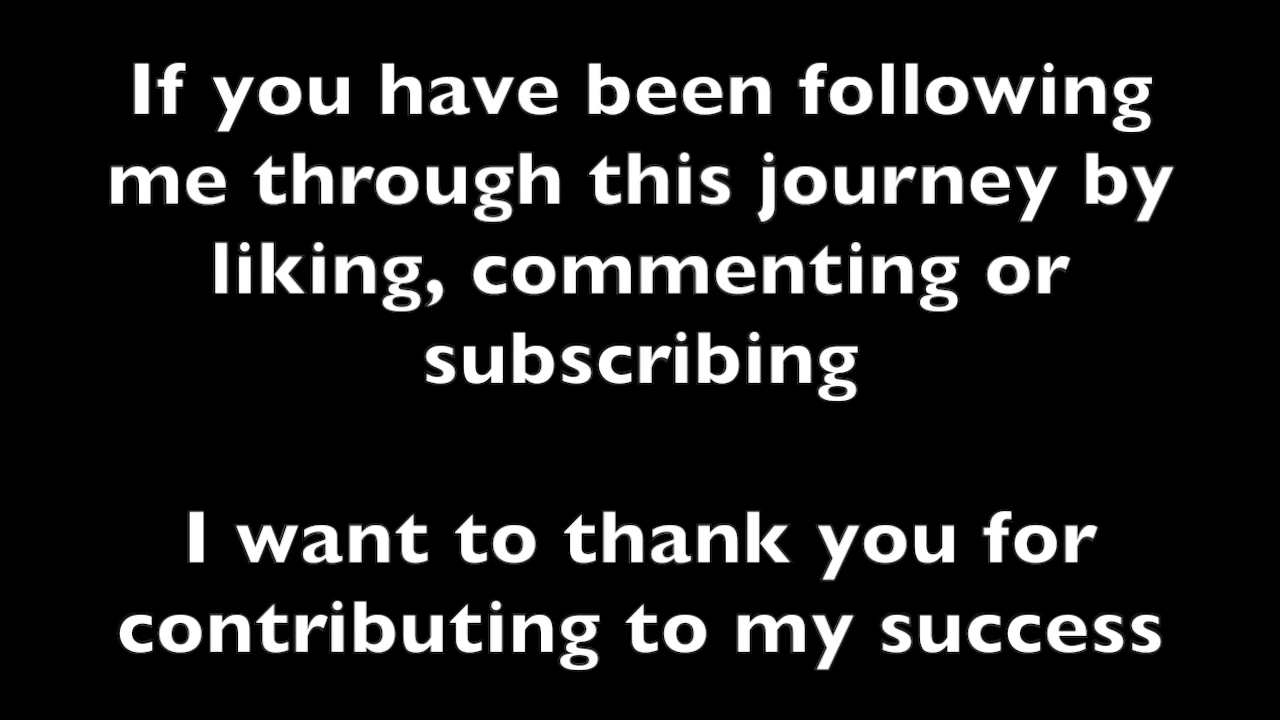 If you have been following
me through this journey by
liking, commenting or
subscribing
I want to thank you for
contributing to my success